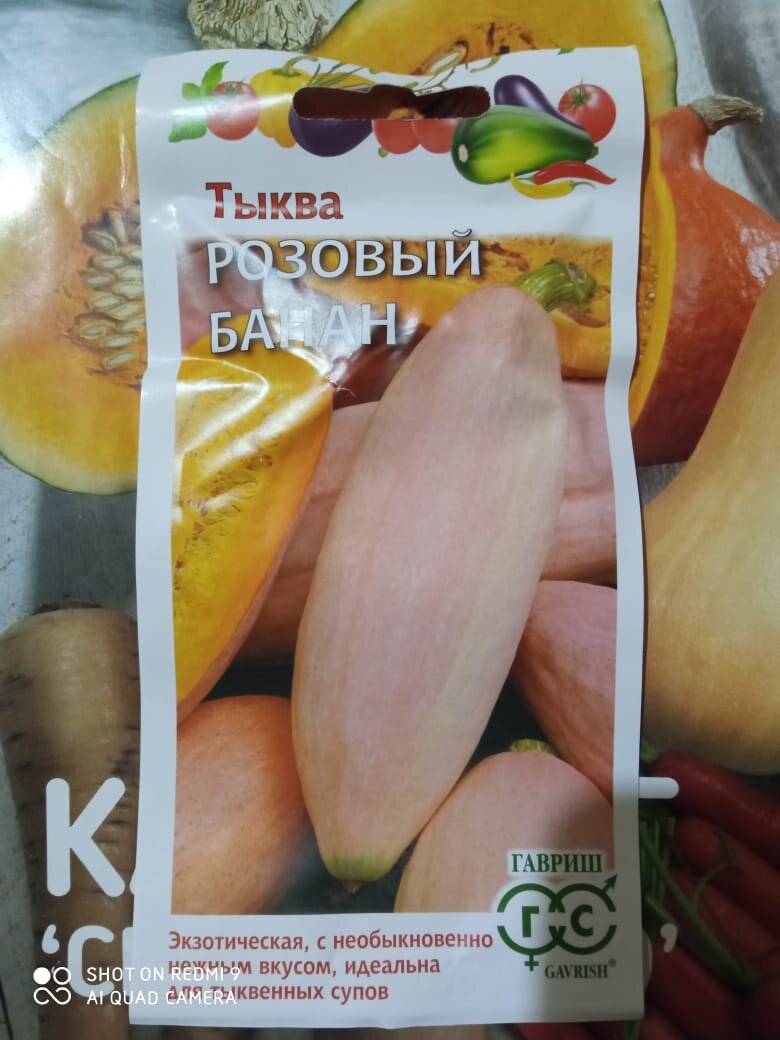 Тыква
РОЗОВЫЙ
БАНАН
ГАВРИШ
ГС
GAVRISH®
Экзотическая, с необыкновенно
нежным вкусом, идеальна
для тыквенных супов
SHOT ON REDMI 9
AI QUAD CAMERA